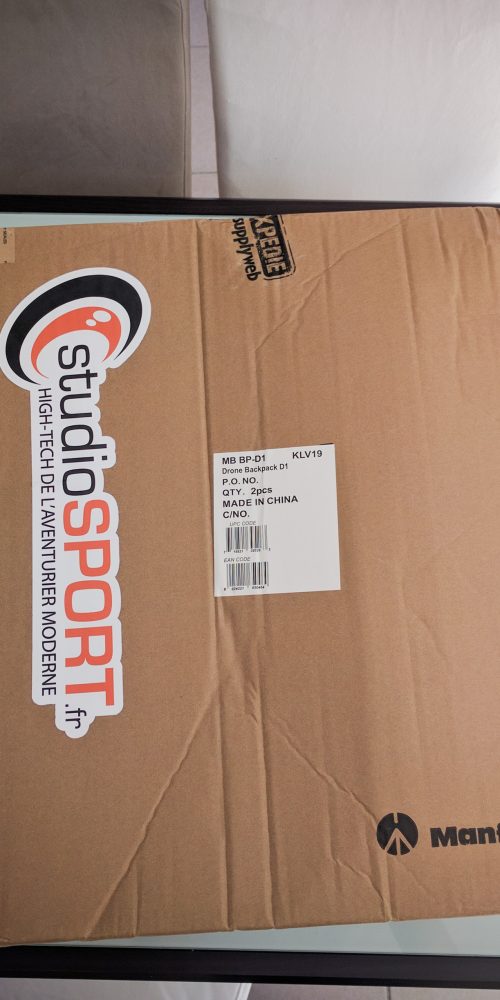 XPEDIE
supplyweb
studioSPORT.fr
HIGH-TECH DE L'AVENTURIER MODERNE
MB BP-D1 KLV19
Drone Backpack D1
P.O. NO.
QTY. 2pcs
MADE IN CHINA
C/NO.
UPC CODE
EAN CODE
Manf